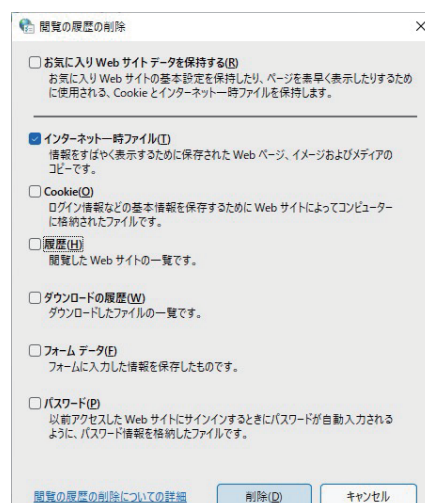 閲覧の履歴の削除
お気に入り Web サイト データを保持する(R)
お気に入り Web サイトの基本設定を保持したり、ページを素早く表示したりするため
に使用される、Cookie とインターネット一時ファイルを保持します。
インターネット一時ファイル(T)
情報をすばやく表示するために保存された Web ページ、イメージおよびメディアの
コピーです。
Cookie(O)
ログイン情報などの基本情報を保存するために Web サイトによってコンピューター
に格納されたファイルです。
履歴(H)
閲覧した Web サイトの一覧です。
ダウンロードの履歴(W)
ダウンロードしたファイルの一覧です。
フォーム データ(F)
フォームに入力した情報を保存したものです。
パスワード(P)
以前アクセスした Web サイトにサインインするときにパスワードが自動入力される
ように、パスワード情報を格納したファイルです。
閲覧の履歴の削除についての詳細 削除(D) キャンセル